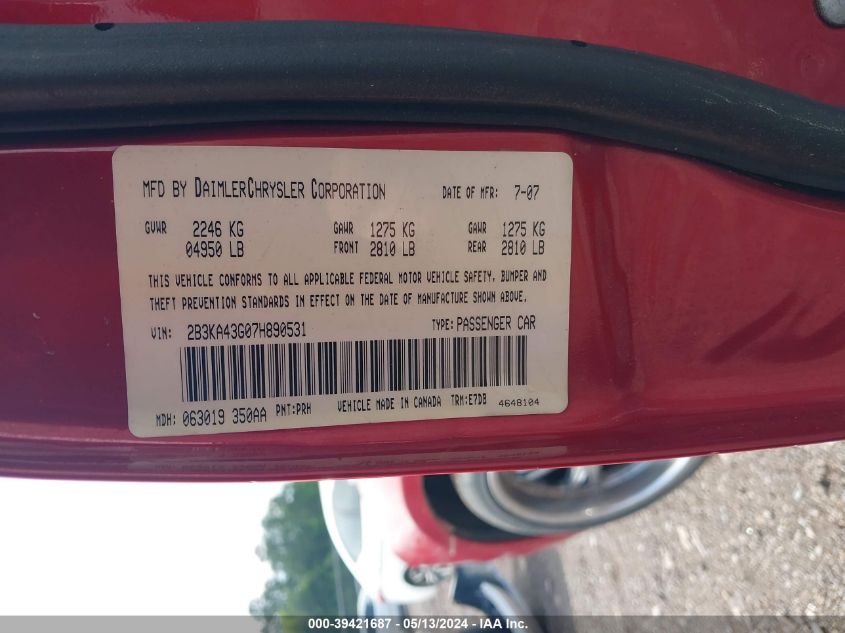 MFD BY DAIMLERCHRYSLER CORPORATION DATE OF MFR: 7-07
GVWR 2246 KG 04950 LB
GAWR FRONT 1275 KG 2810 LB
GAWR REAR 1275 KG 2810 LB
THIS VEHICLE CONFORMS TO ALL APPLICABLE FEDERAL MOTOR VEHICLE SAFETY, BUMPER AND
THEFT PREVENTION STANDARDS IN EFFECT ON THE DATE OF MANUFACTURE SHOWN ABOVE.
VIN: 2B3KA43G07H890531 TYPE: PASSENGER CAR
MDH: 063019 350AA PNT:PRH VEHICLE MADE IN CANADA TRM:E7DB 4648104
000-39421687 - 05/13/2024 - IAA Inc.